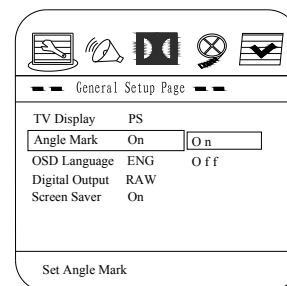 General Setup Page
TV Display PS
Angle Mark On On
OSD Language ENG Off
Digital Output RAW
Screen Saver On
Set Angle Mark